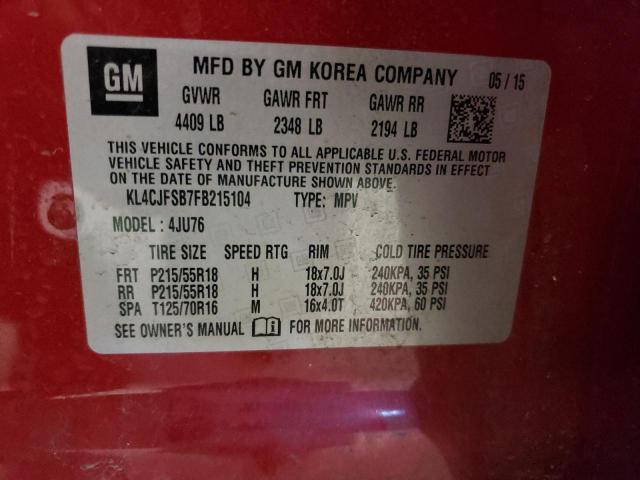 GM
MFD BY GM KOREA COMPANY 05/15
GVWR GAWR FRT GAWR RR
4409 LB 2348 LB 2194 LB
THIS VEHICLE CONFORMS TO ALL APPLICABLE U.S. FEDERAL MOTOR
VEHICLE SAFETY AND THEFT PREVENTION STANDARDS IN EFFECT
ON THE DATE OF MANUFACTURE SHOWN ABOVE.
KL4CJFSB7FB215104 TYPE: MPV
MODEL: 4JU76
TIRE SIZE SPEED RTG RIM COLD TIRE PRESSURE
FRT P215/55R18 H 18x7.0J 240KPA, 35 PSI
RR P215/55R18 H 18x7.0J 240KPA, 35 PSI
SPA T125/70R16 M 16x4.0T 420KPA, 60 PSI
SEE OWNER'S MANUAL FOR MORE INFORMATION.